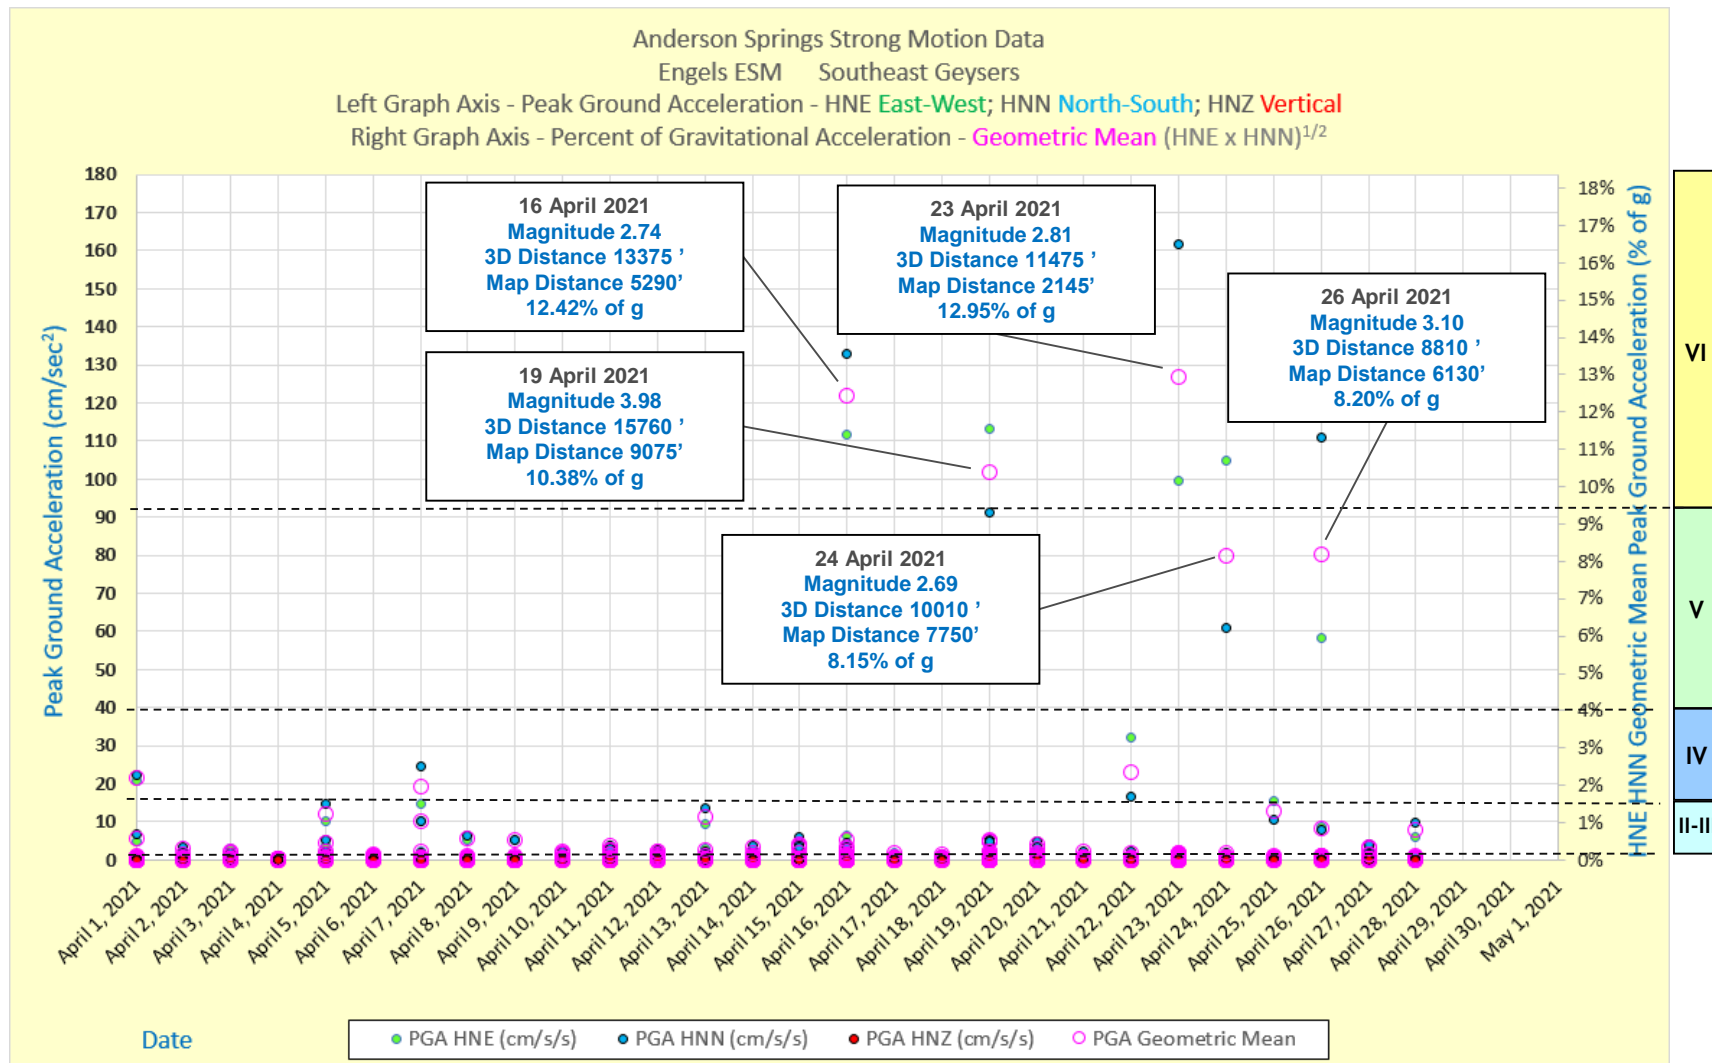 Anderson Springs Strong Motion Data
Engels ESM Southeast Geysers
Left Graph Axis - Peak Ground Acceleration - HNE East-West; HNN North-South; HNZ Vertical
Right Graph Axis - Percent of Gravitational Acceleration - Geometric Mean (HNE x HNN)1/2
Peak Ground Acceleration (cm/sec2)
180
170
160
150
140
130
120
110
100
90
80
70
60
50
40
30
20
10
0
16 April 2021
Magnitude 2.74
3D Distance 13375 ’
Map Distance 5290’
12.42% of g
23 April 2021
Magnitude 2.81
3D Distance 11475 ’
Map Distance 2145’
12.95% of g
26 April 2021
Magnitude 3.10
3D Distance 8810 ’
Map Distance 6130’
8.20% of g
19 April 2021
Magnitude 3.98
3D Distance 15760 ’
Map Distance 9075’
10.38% of g
24 April 2021
Magnitude 2.69
3D Distance 10010 ’
Map Distance 7750’
8.15% of g
18%
17%
16%
15%
14%
13%
12%
11%
10%
9%
8%
7%
6%
5%
4%
3%
2%
1%
0%
HNE HNN Geometric Mean Peak Ground Acceleration (% of g)
VI
V
IV
II-II
April 1, 2021
April 2, 2021
April 3, 2021
April 4, 2021
April 5, 2021
April 6, 2021
April 7, 2021
April 8, 2021
April 9, 2021
April 10, 2021
April 11, 2021
April 12, 2021
April 13, 2021
April 14, 2021
April 15, 2021
April 16, 2021
April 17, 2021
April 18, 2021
April 19, 2021
April 20, 2021
April 21, 2021
April 22, 2021
April 23, 2021
April 24, 2021
April 25, 2021
April 26, 2021
April 27, 2021
April 28, 2021
April 29, 2021
April 30, 2021
May 1, 2021
Date
PGA HNE (cm/s/s) PGA HNN (cm/s/s) PGA HNZ (cm/s/s) PGA Geometric Mean